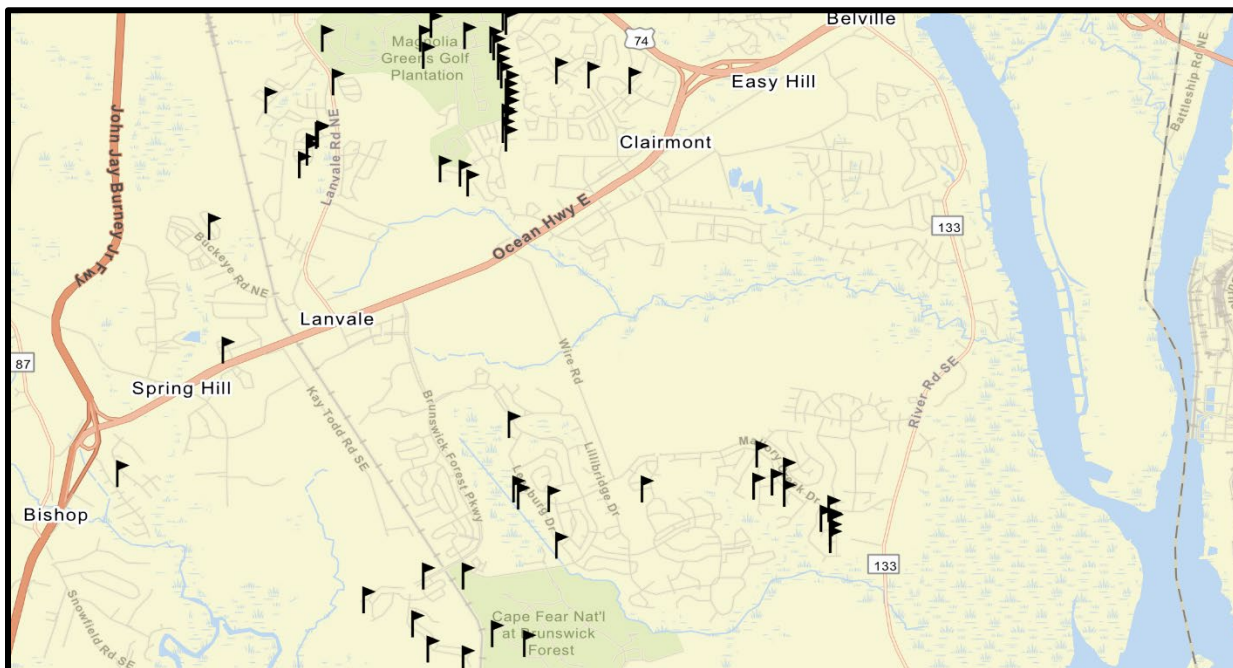 Belville
74
Magnolia
Greens Golf
Plantation
Easy Hill
Battleship Rd NE
John Jay Burney Jr Fwy
Lanvale Rd NE
Clairmont
Ocean Hwy E
133
Buckeye Rd NE
Lanvale
87
Spring Hill
Wire Rd
River Rd SE
Kay Todd Rd SE
Brunswick Forest Pkwy
Lillibridge Dr
Bishop
133
Snowfield Rd SE
Cape Fear Nat'l
at Brunswick
Forest